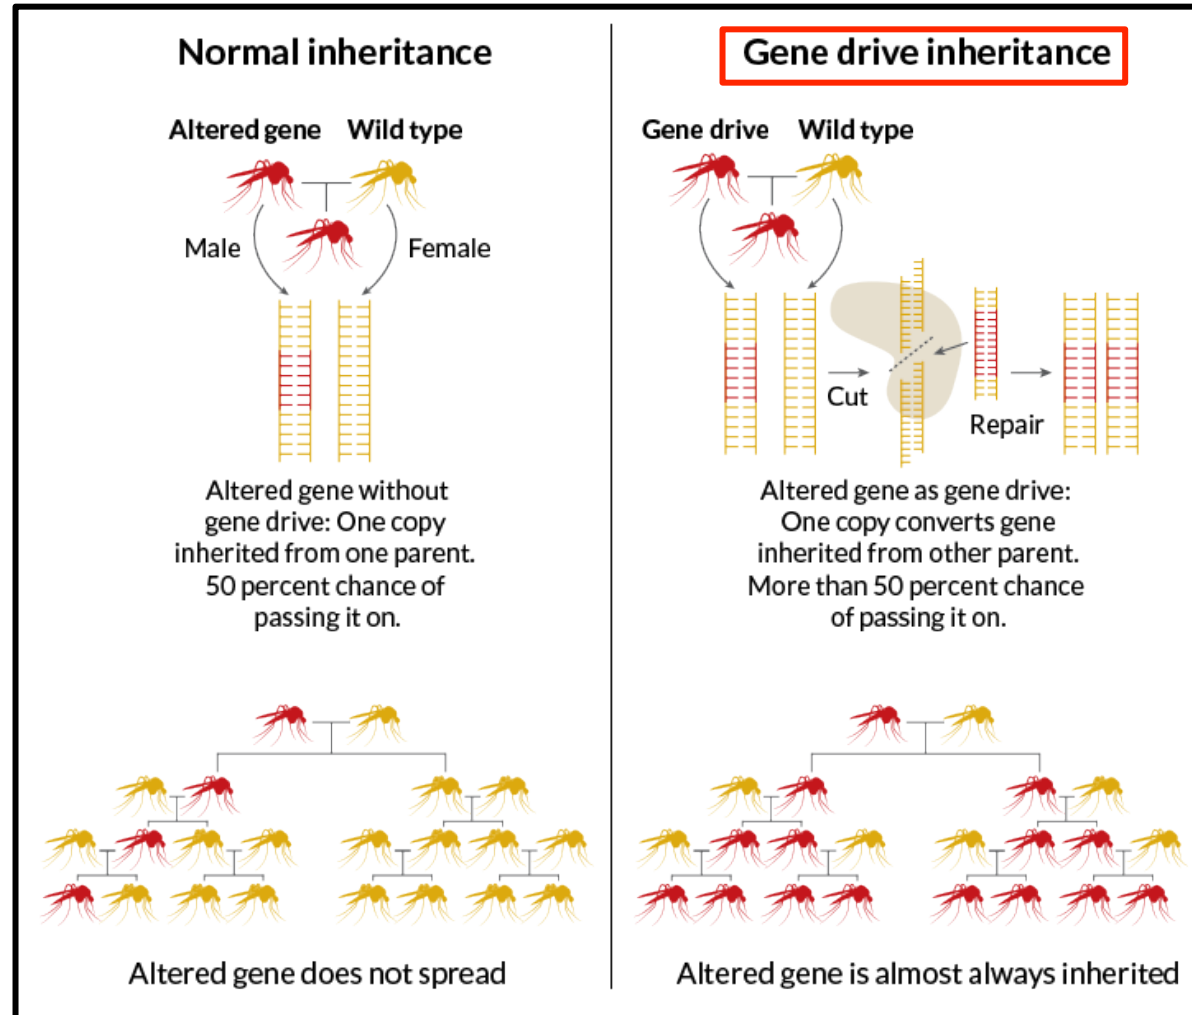 Normal inheritance
Altered gene
Wild type
Male
Female
Altered gene without
gene drive: One copy
inherited from one parent.
50 percent chance of
passing it on.
Altered gene does not spread
Gene drive inheritance
Gene drive
Wild type
Cut
Repair
Altered gene as gene drive:
One copy converts gene
inherited from other parent.
More than 50 percent chance
of passing it on.
Altered gene is almost always inherited